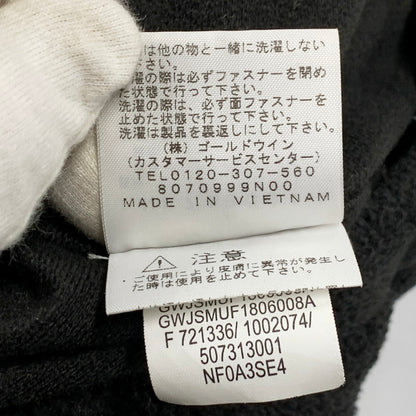 は他の物と一緒に洗濯しない
い。
洗濯の際は必ずファスナーを閉め
た状態で行って下さい。
洗濯の際は、必ず面ファスナーを
止めた状態で行って下さい。
洗濯は製品を裏返しにして下さい。
(株) ゴールドウイン
(カスタマーサービスセンター)
TEL0120-307-560
8070999N00
MADE IN VIETNAM
注意
ご使用により皮膚に異常が発生し
た時は使用を止めて下さい。
GWJSMUF1806008A
F 721336/ 1002074/
507313001
NF0A3SE4